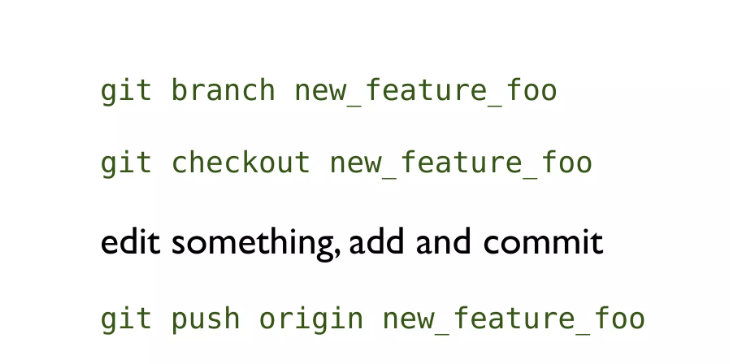 git branch new_feature_foo
git checkout new_feature_foo
edit something, add and commit
git push origin new_feature_foo